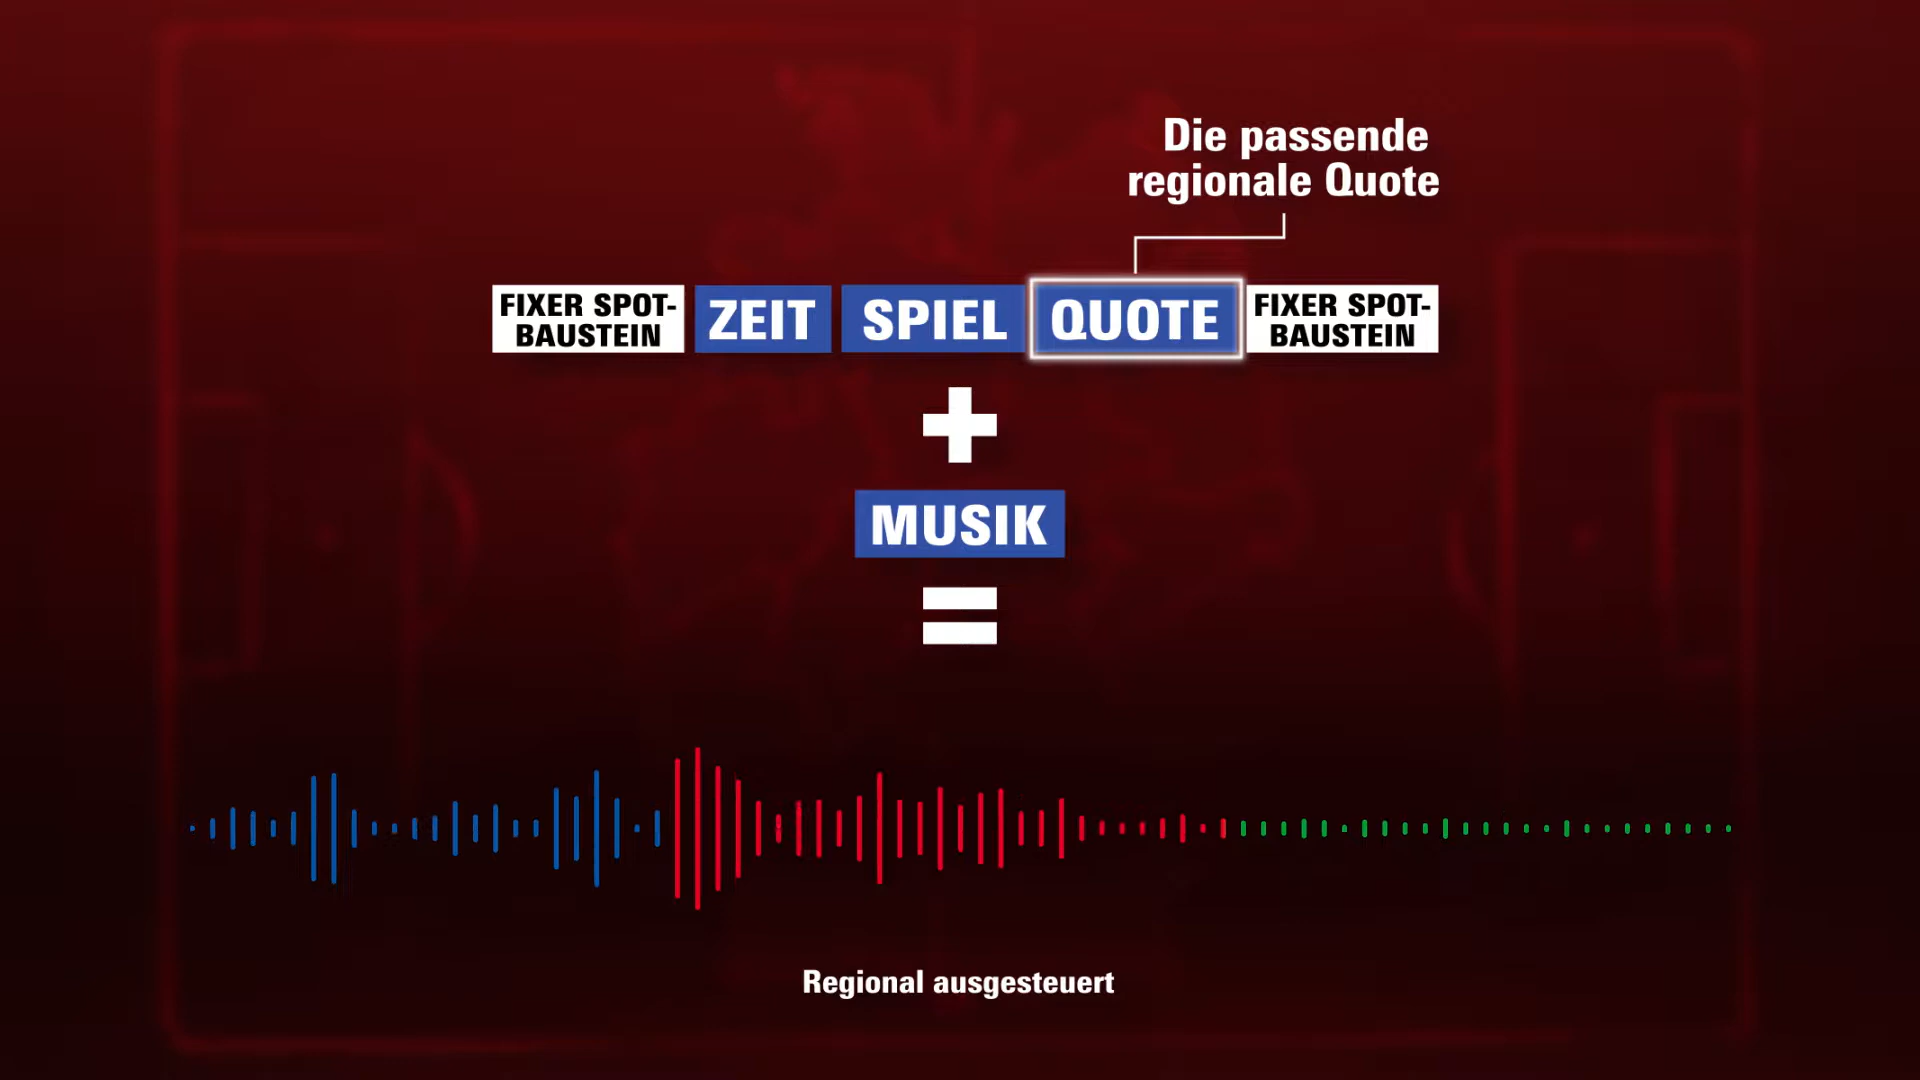 Die passende
regionale Quote
FIXER SPOT-
BAUSTEIN
ZEIT
SPIEL
QUOTE
FIXER SPOT-
BAUSTEIN
+
MUSIK
=
Regional ausgesteuert